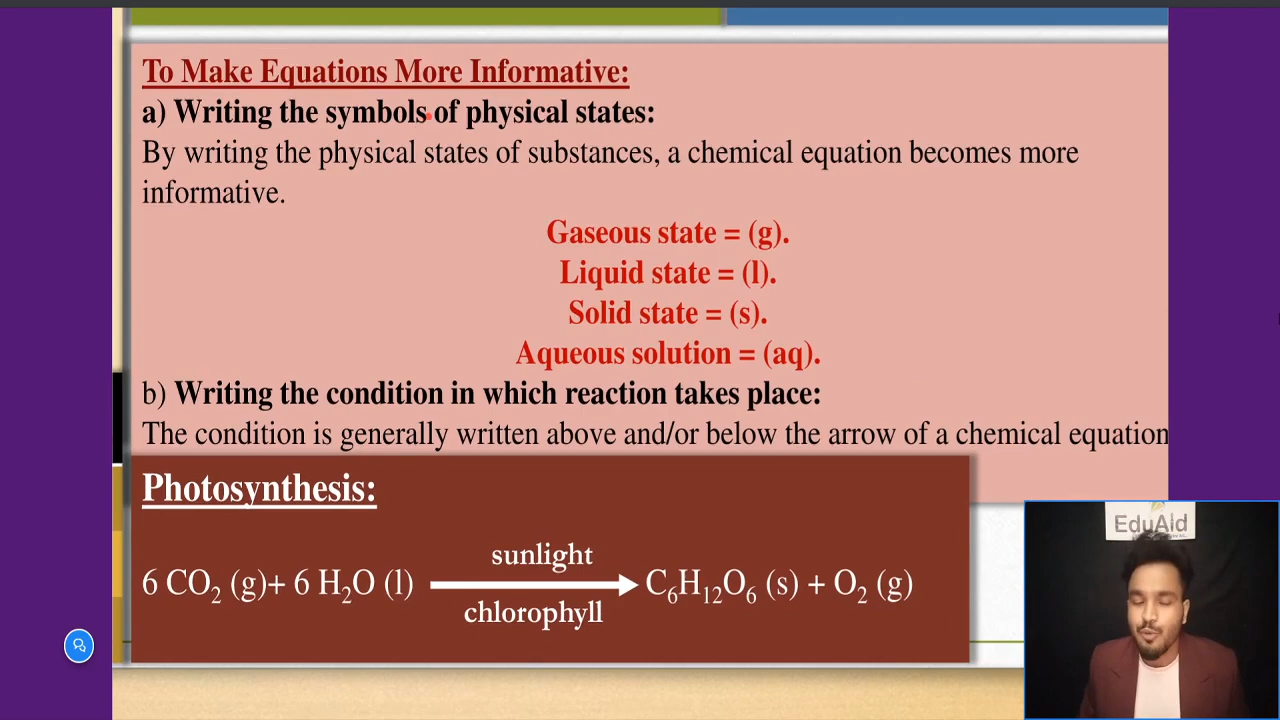 To Make Equations More Informative:
a) Writing the symbols of physical states:
By writing the physical states of substances, a chemical equation becomes more
informative.
Gaseous state = (g).
Liquid state = (l).
Solid state = (s).
Aqueous solution = (aq).
b) Writing the condition in which reaction takes place:
The condition is generally written above and/or below the arrow of a chemical equation
Photosynthesis:
sunlight
6 CO₂ (g)+ 6 H₂O (l) → C₆H₁₂O₆ (s) + O₂ (g)
chlorophyll
EduAid